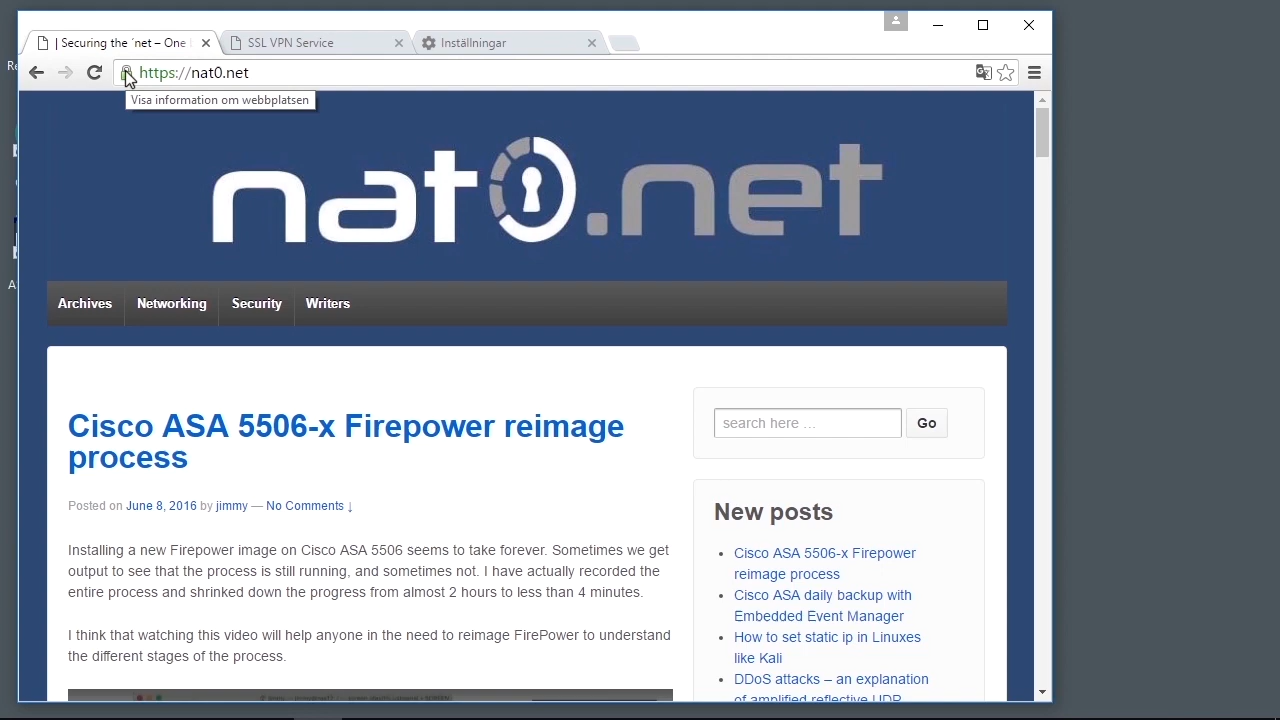 | Securing the ´net – One
SSL VPN Service
Inställningar
https://nat0.net
Visa information om webbplatsen
nat0.net
Archives
Networking
Security
Writers
Cisco ASA 5506-x Firepower reimage
process
Posted on June 8, 2016 by jimmy — No Comments ↓
Installing a new Firepower image on Cisco ASA 5506 seems to take forever. Sometimes we get
output to see that the process is still running, and sometimes not. I have actually recorded the
entire process and shrinked down the progress from almost 2 hours to less than 4 minutes.
I think that watching this video will help anyone in the need to reimage FirePower to understand
the different stages of the process.
search here ...
Go
New posts
Cisco ASA 5506-x Firepower
reimage process
Cisco ASA daily backup with
Embedded Event Manager
How to set static ip in Linuxes
like Kali
DDoS attacks – an explanation
of amplified reflective UDP